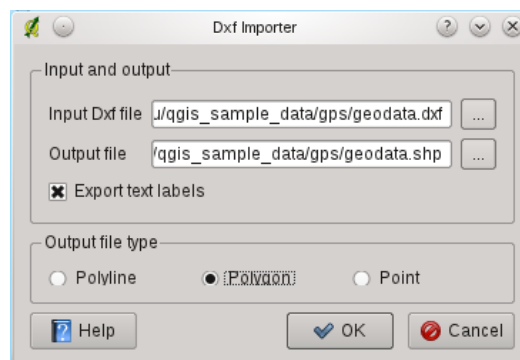 Dxf Importer
Input and output
Input Dxf file u/qgis_sample_data/gps/geodata.dxf ...
Output file /qgis_sample_data/gps/geodata.shp ...
Export text labels
Output file type
Polyline Polygon Point
Help OK Cancel